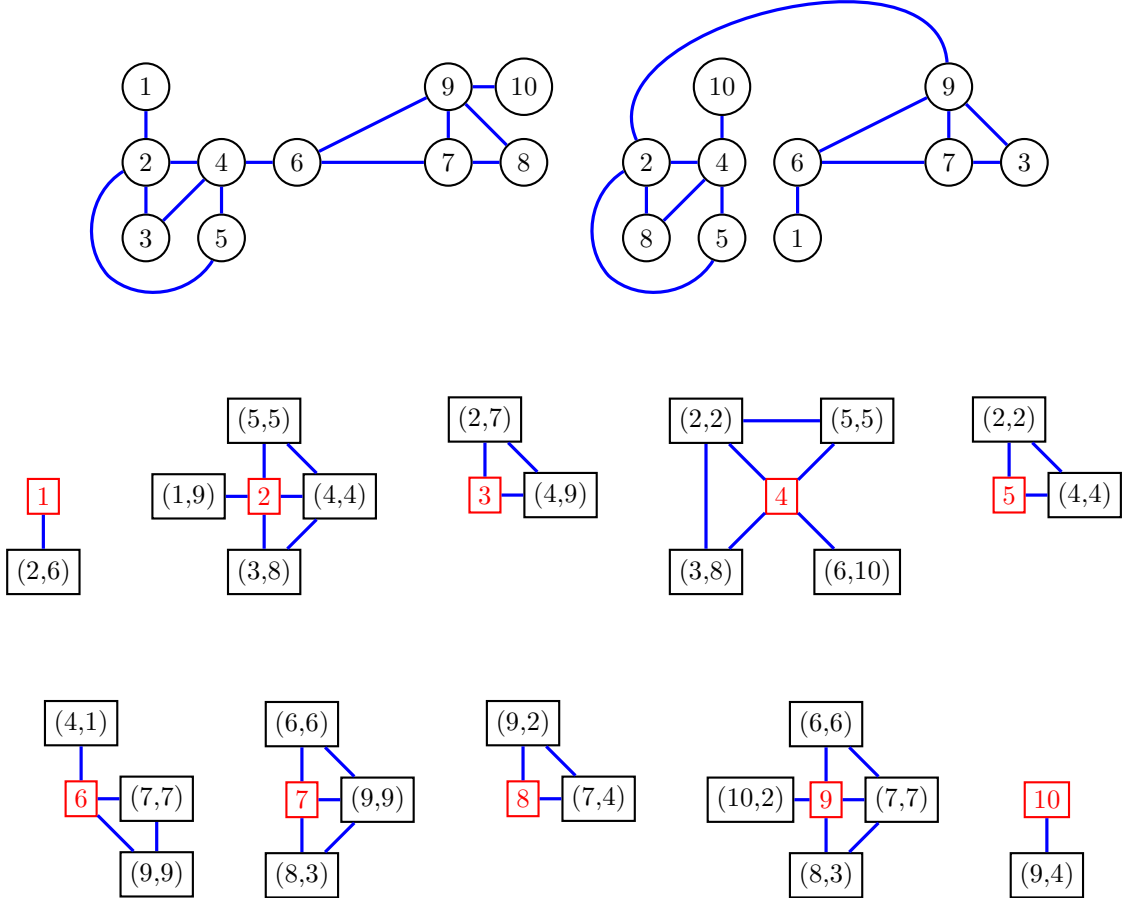 1 9 10 10 9
2 4 6 7 8 2 4 6 7 3
3 5 8 5 1
(5,5) (2,7) (2,2) (5,5) (2,2)
1 (1,9) 2 (4,4) 3 (4,9) 4 5 (4,4)
(2,6) (3,8) (3,8) (6,10)
(4,1) (6,6) (9,2) (6,6)
6 (7,7) 7 (9,9) 8 (7,4) (10,2) 9 (7,7) 10
(9,9) (8,3) (8,3) (9,4)